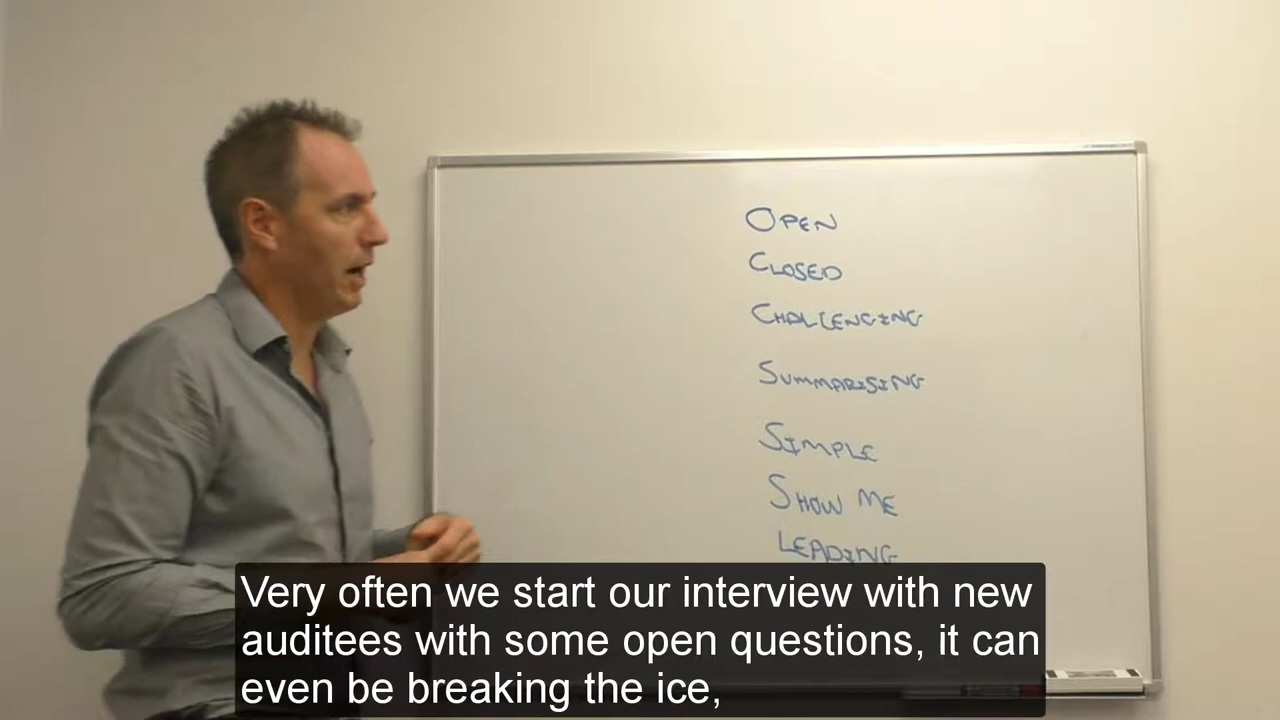 OPEN
CLOSED
CHALLENGING
SUMMARISING
SIMPLE
SHOW ME
LEADING
Very often we start our interview with new
auditees with some open questions, it can
even be breaking the ice,